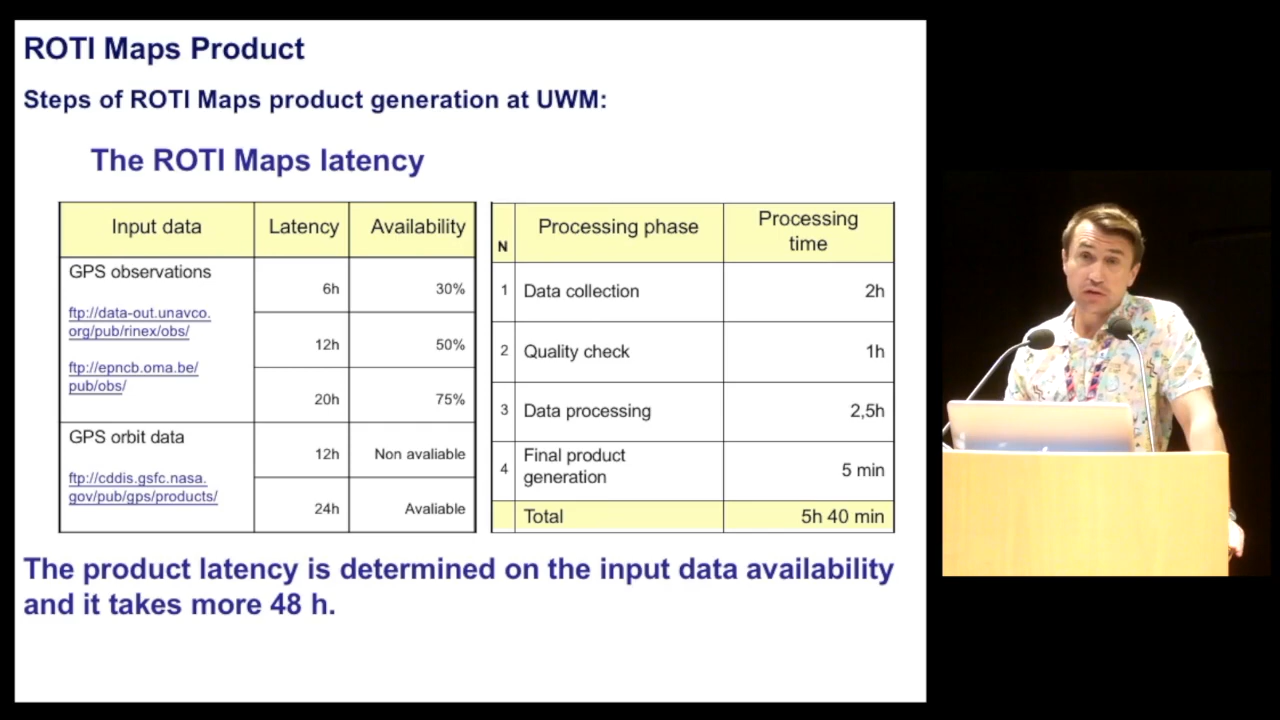 ROTI Maps Product
Steps of ROTI Maps product generation at UWM:
The ROTI Maps latency
Input data
Latency
Availability
GPS observations
ftp://data-out.unavco.
org/pub/rinex/obs/
ftp://epncb.oma.be/
pub/obs/
6h
30%
12h
50%
20h
75%
GPS orbit data
ftp://cddis.gsfc.nasa.
gov/pub/gps/products/
12h
Non avaliable
24h
Avaliable
N
Processing phase
Processing
time
1
Data collection
2h
2
Quality check
1h
3
Data processing
2,5h
4
Final product
generation
5 min
Total
5h 40 min
The product latency is determined on the input data availability
and it takes more 48 h.